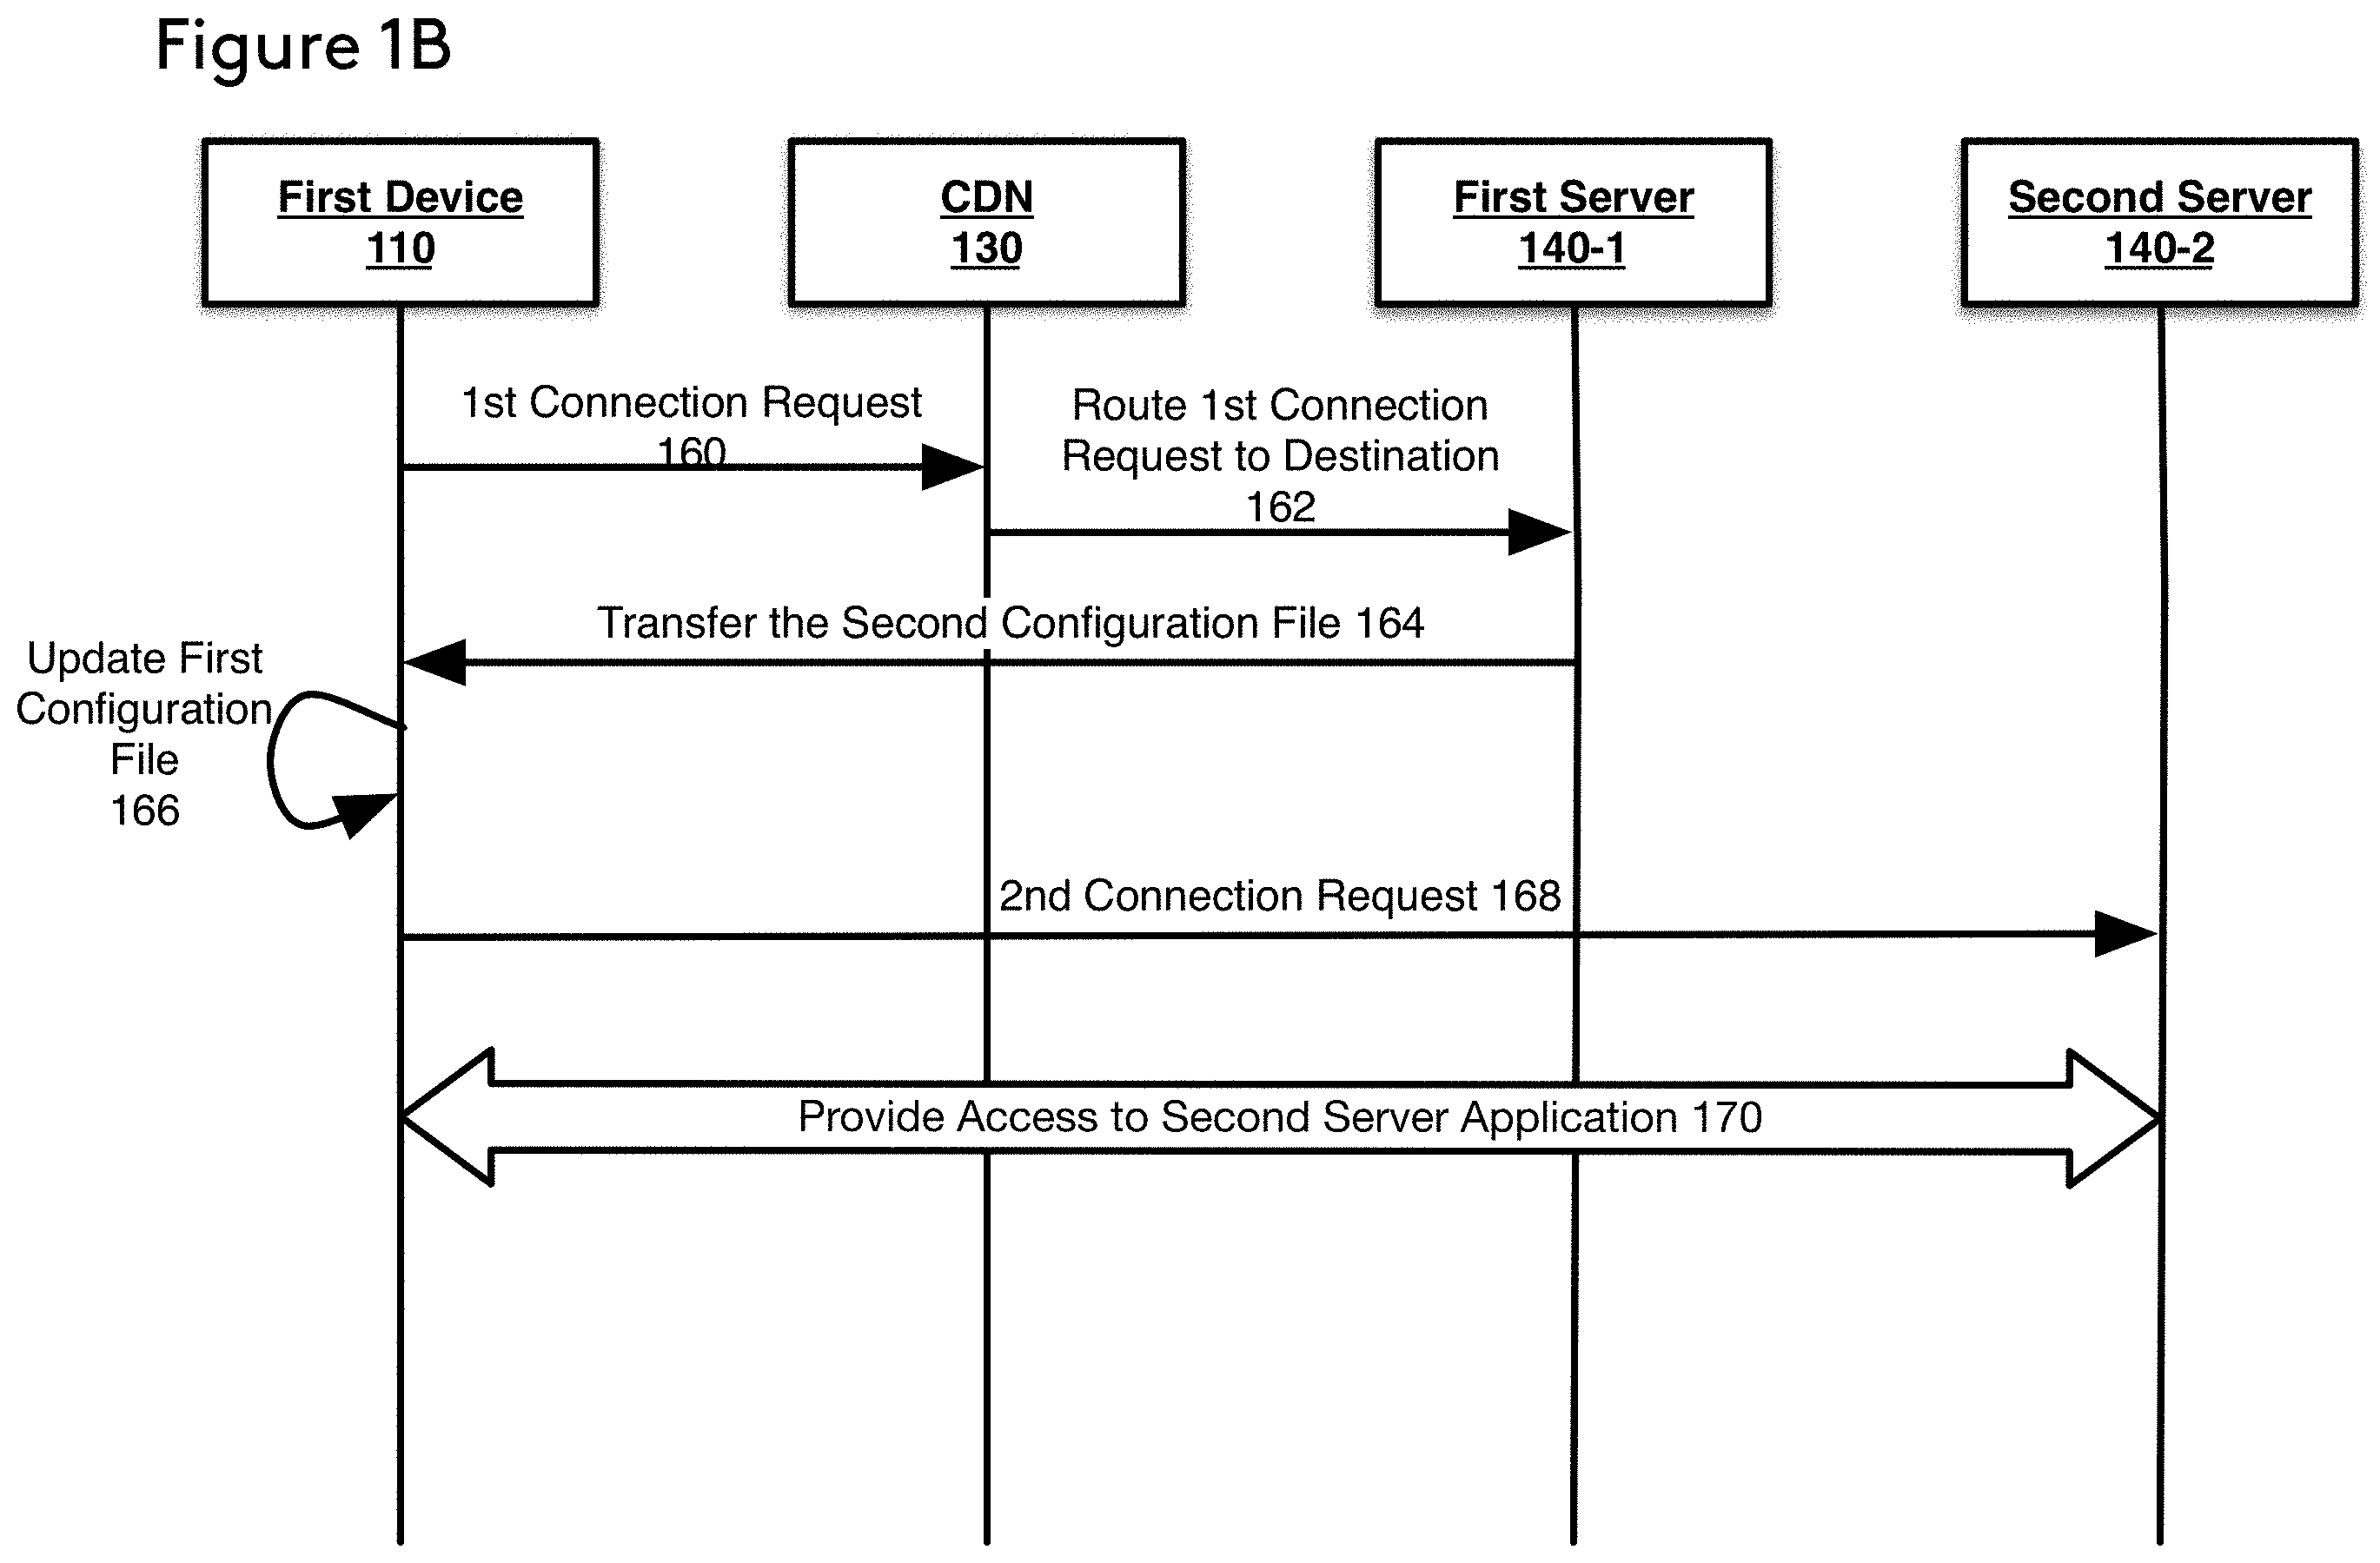 Figure 1B
First Device
110
CDN
130
First Server
140-1
Second Server
140-2
1st Connection Request
160
Route 1st Connection
Request to Destination
162
Transfer the Second Configuration File 164
Update First
Configuration
File
166
2nd Connection Request 168
Provide Access to Second Server Application 170